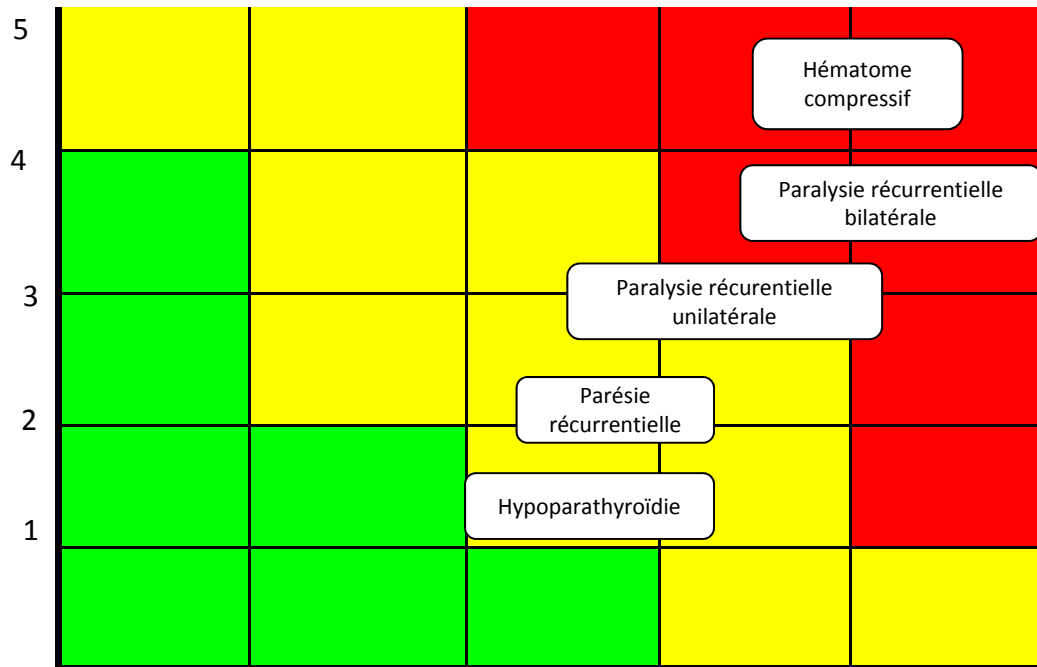 5
Hématome
compressif
4
Paralysie récurrentielle
bilatérale
3
Paralysie récurentielle
unilatérale
2
Parésie
récurrentielle
Hypoparathyroïdie
1